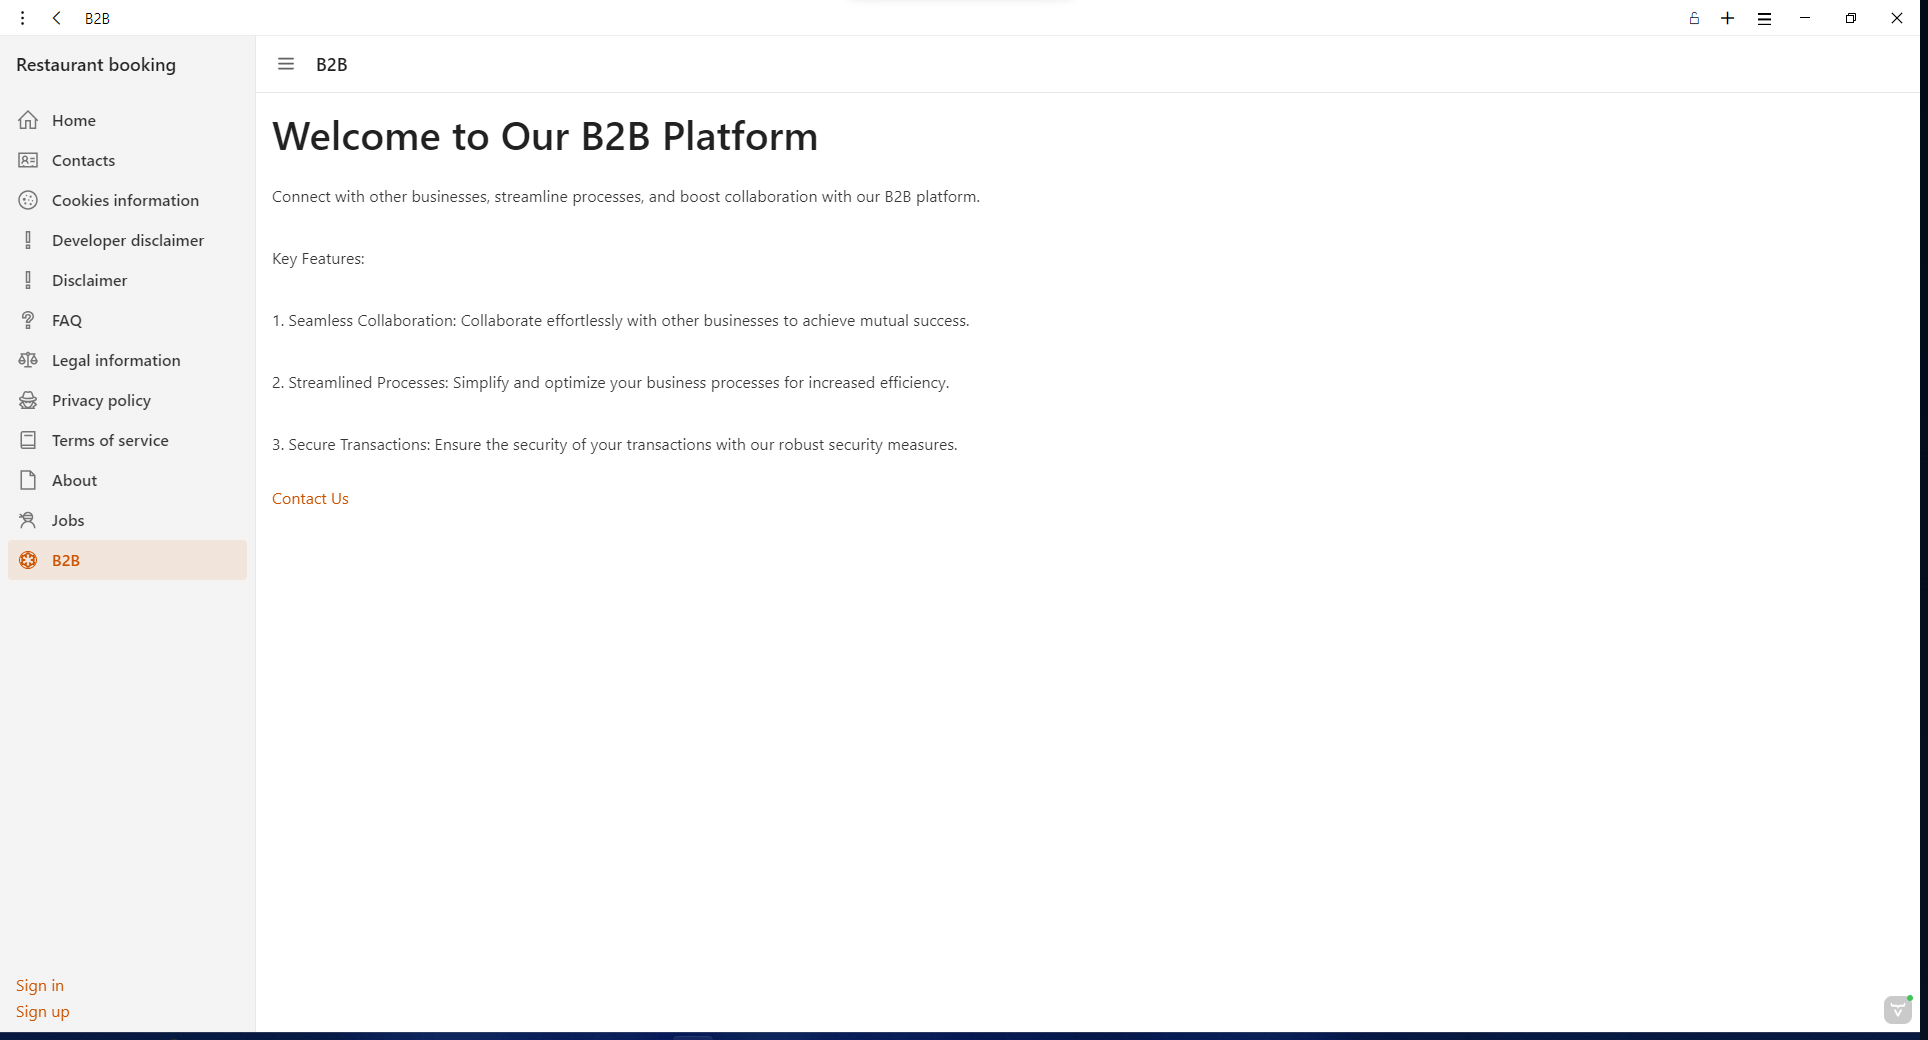 B2B
Restaurant booking
B2B
Home
Contacts
Cookies information
Developer disclaimer
Disclaimer
FAQ
Legal information
Privacy policy
Terms of service
About
Jobs
B2B
Sign in
Sign up
Welcome to Our B2B Platform
Connect with other businesses, streamline processes, and boost collaboration with our B2B platform.
Key Features:
1. Seamless Collaboration: Collaborate effortlessly with other businesses to achieve mutual success.
2. Streamlined Processes: Simplify and optimize your business processes for increased efficiency.
3. Secure Transactions: Ensure the security of your transactions with our robust security measures.
Contact Us